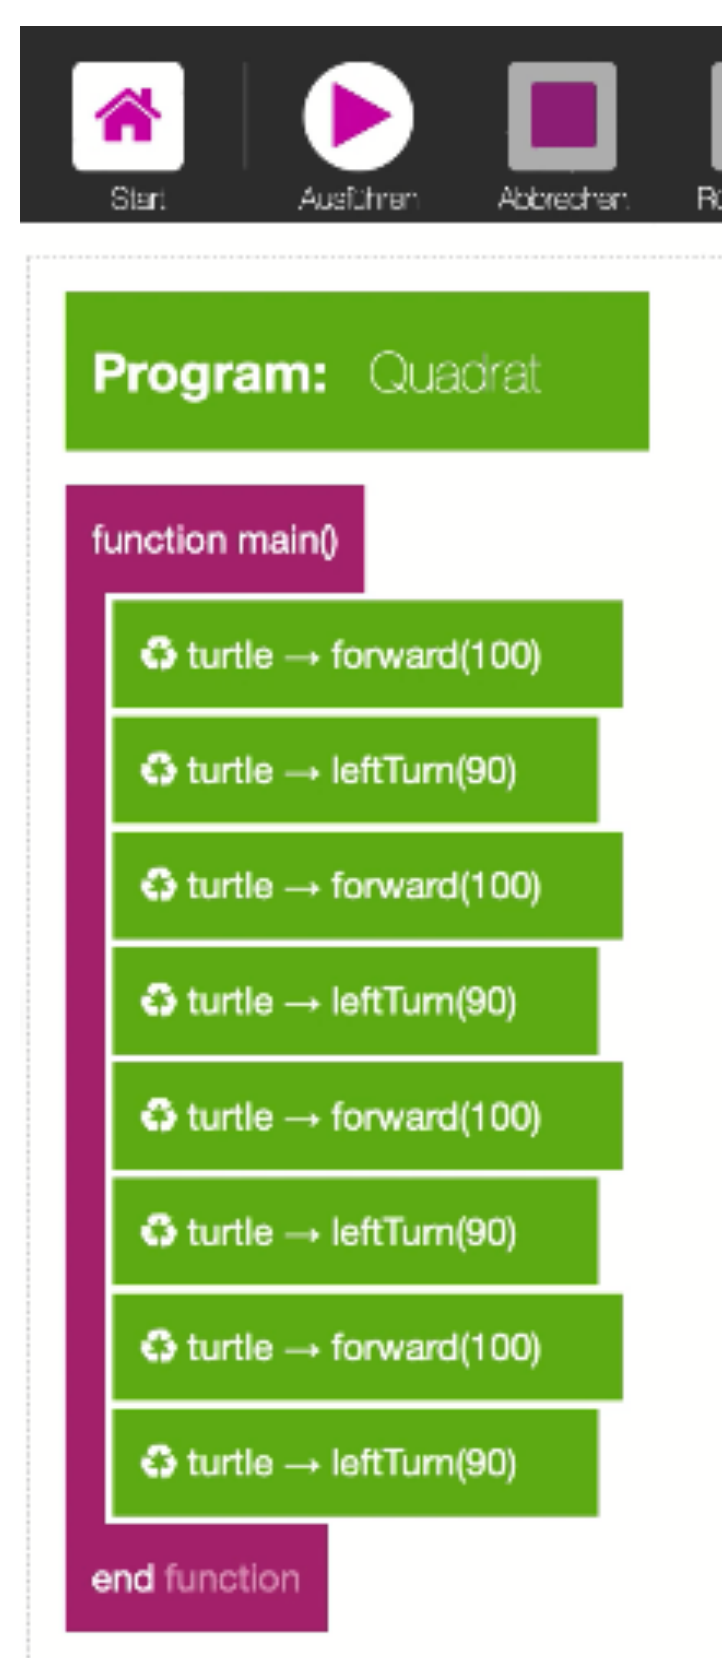 Start
Ausführen
Abbrechen
Program: Quadrat
function main()
turtle → forward(100)
turtle → leftTurn(90)
turtle → forward(100)
turtle → leftTurn(90)
turtle → forward(100)
turtle → leftTurn(90)
turtle → forward(100)
turtle → leftTurn(90)
end function